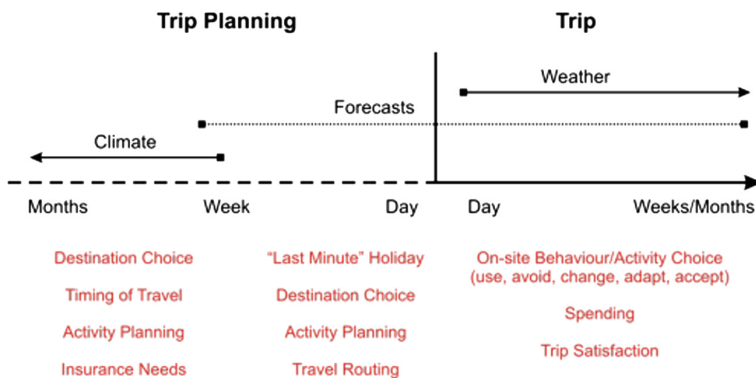 Trip Planning Trip
Weather
Forecasts
Climate
Months Week Day Day Weeks/Months
Destination Choice "Last Minute" Holiday On-site Behaviour/Activity Choice
(use, avoid, change, adapt, accept)
Timing of Travel Destination Choice
Spending
Activity Planning Activity Planning
Trip Satisfaction
Insurance Needs Travel Routing